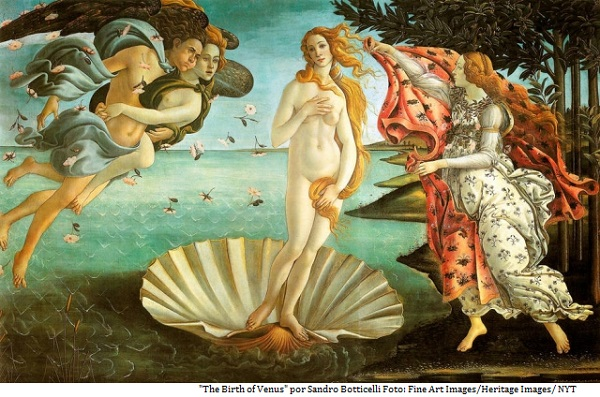 "The Birth of Venus" por Sandro Botticelli Foto: Fine Art Images/Heritage Images/ NYT